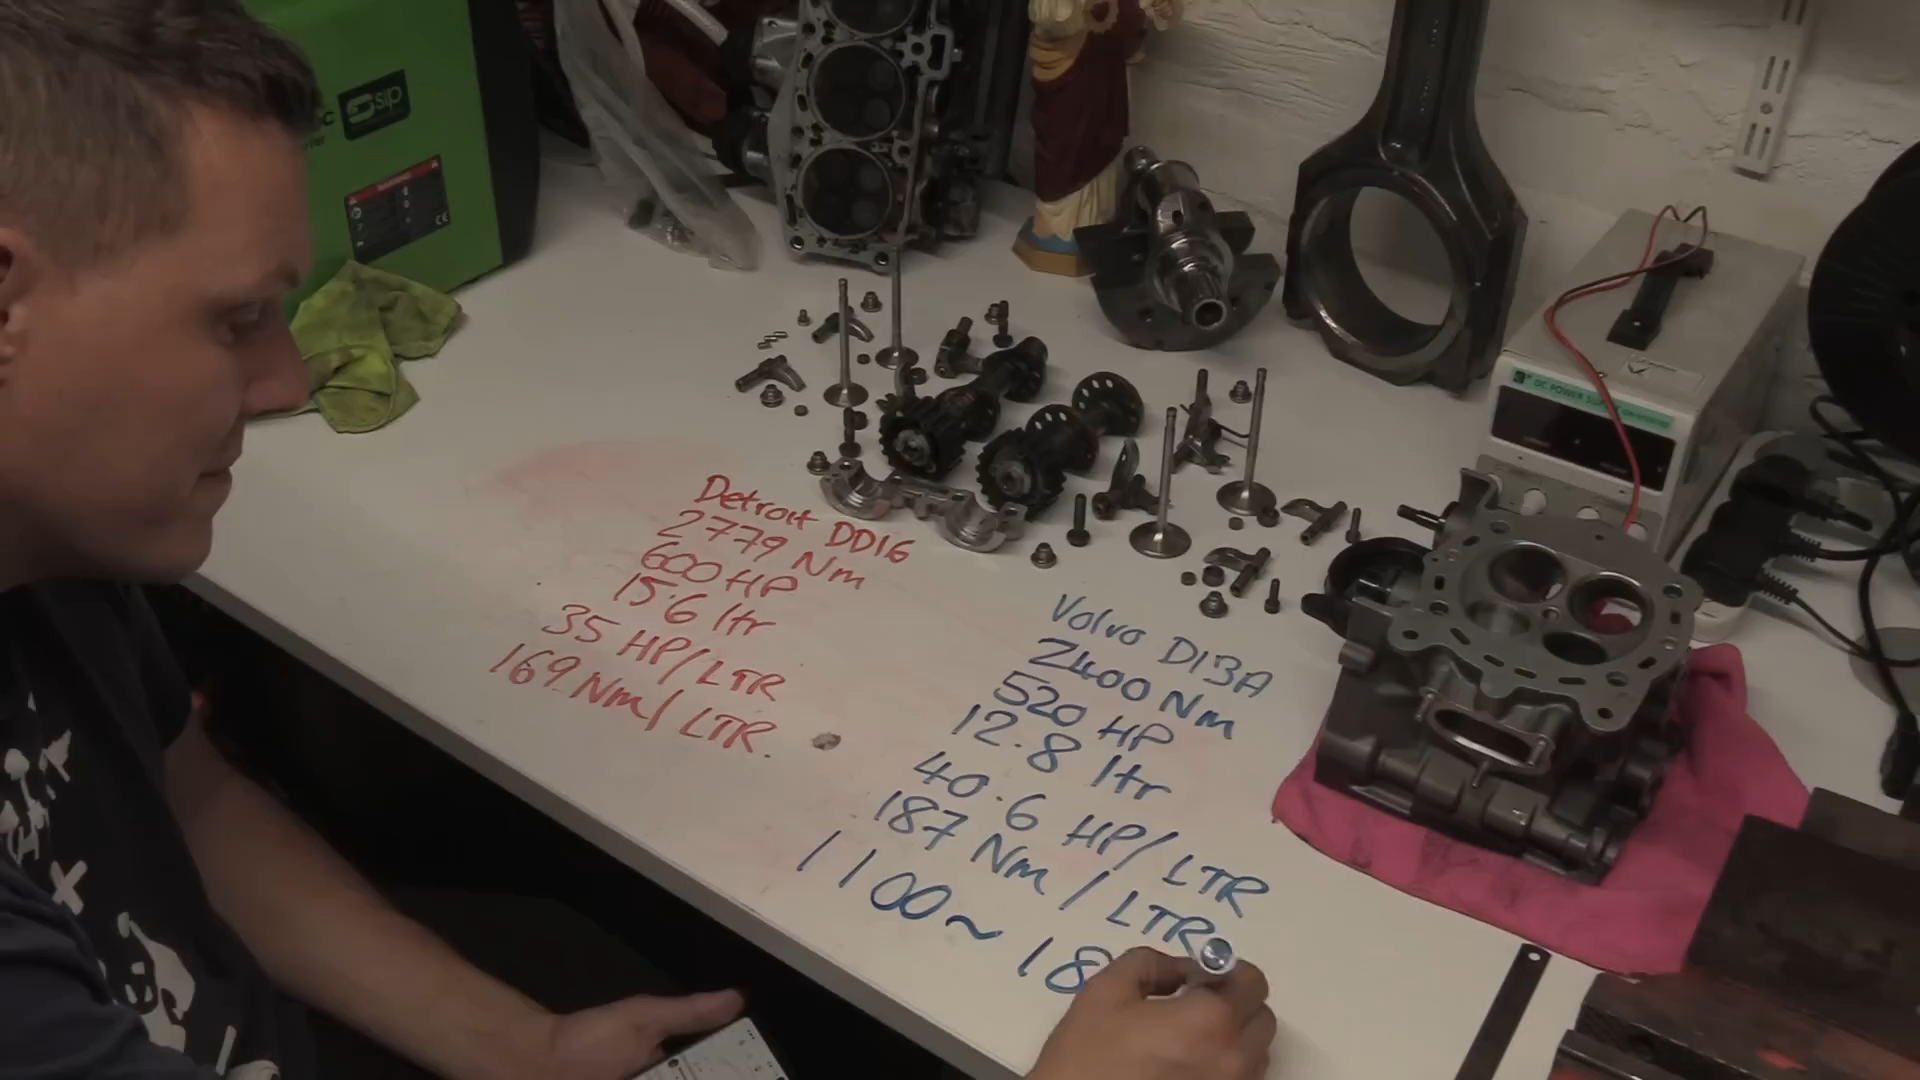 sip
CE
DC POWER SUPPLY
Detroit DD16
2779 Nm
600 HP
15.6 ltr
35 HP/LTR
169 Nm/LTR.
Volvo D13A
2400 Nm
520 HP
12.8 ltr
40.6 HP/LTR
187 Nm/LTR
1100~18